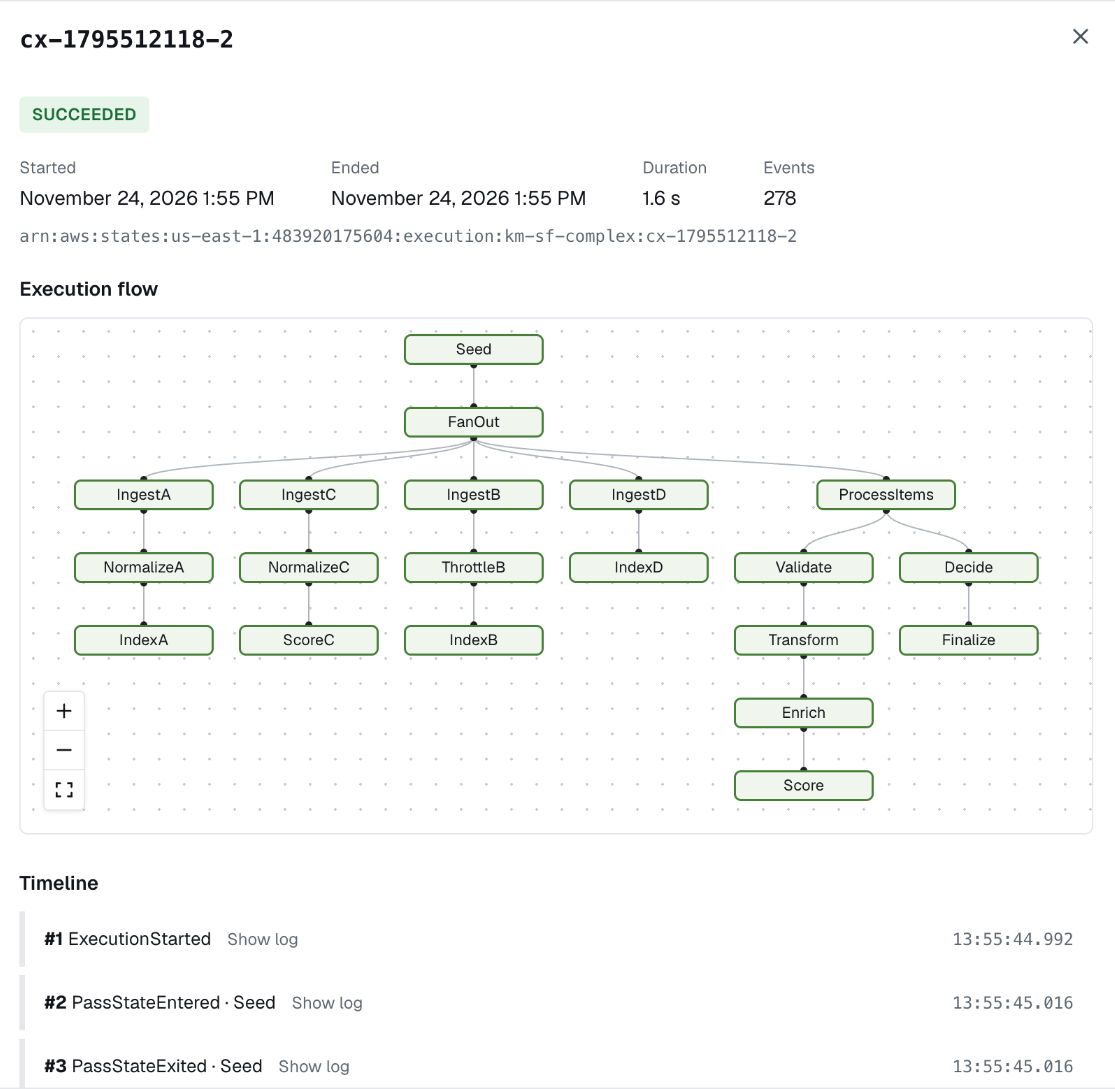 cx-1795512118-2
SUCCEEDED
Started Ended Duration Events
November 24, 2026 1:55 PM November 24, 2026 1:55 PM 1.6 s 278
arn:aws:states:us-east-1:483920175604:execution:km-sf-complex:cx-1795512118-2
Execution flow
Seed
FanOut
IngestA IngestC IngestB IngestD ProcessItems
NormalizeA NormalizeC ThrottleB IndexD Validate Decide
IndexA ScoreC IndexB Transform Finalize
Enrich
Score
Timeline
#1 ExecutionStarted Show log 13:55:44.992
#2 PassStateEntered · Seed Show log 13:55:45.016
#3 PassStateExited · Seed Show log 13:55:45.016